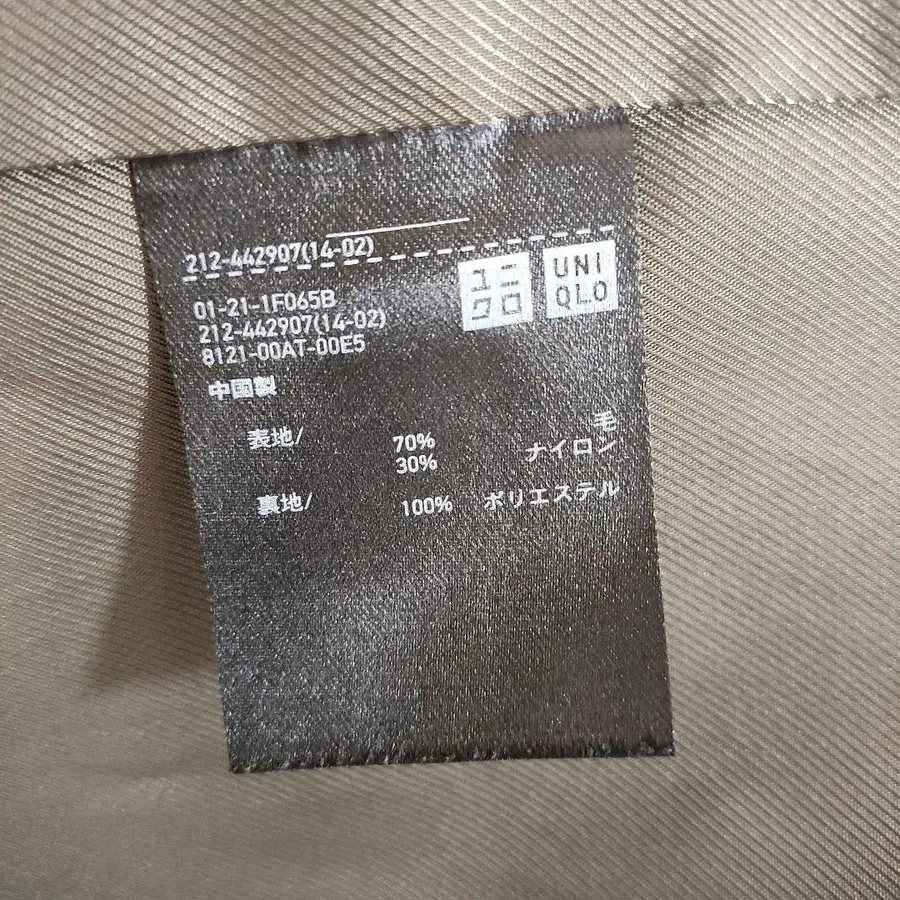 212-442907(14-02)
ユニ
クロ
UNI
QLO
01-21-1F065B
212-442907(14-02)
8121-00AT-00E5
中国製
表地/ 70% 毛
30% ナイロン
裏地/ 100% ポリエステル